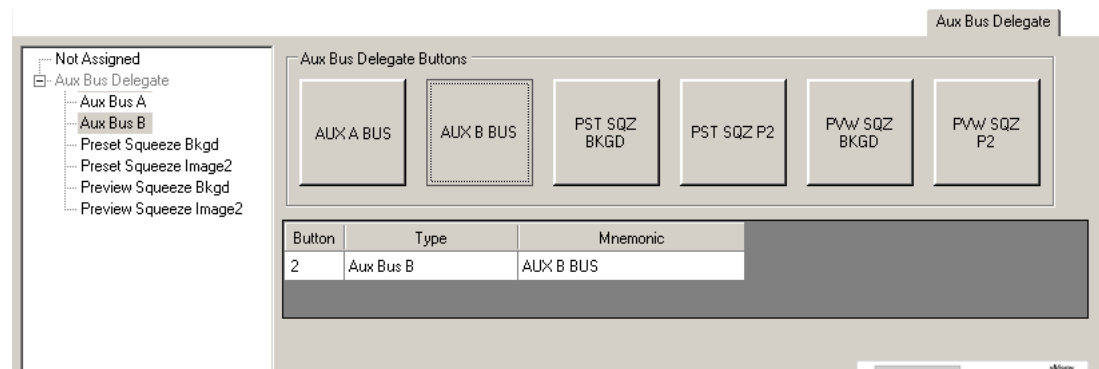 Aux Bus Delegate
Not Assigned
Aux Bus Delegate
Aux Bus A
Aux Bus B
Preset Squeeze Bkgd
Preset Squeeze Image2
Preview Squeeze Bkgd
Preview Squeeze Image2
Aux Bus Delegate Buttons
AUX A BUS
AUX B BUS
PST SQZ
BKGD
PST SQZ P2
PVW SQZ
BKGD
PVW SQZ
P2
Button Type Mnemonic
2 Aux Bus B AUX B BUS